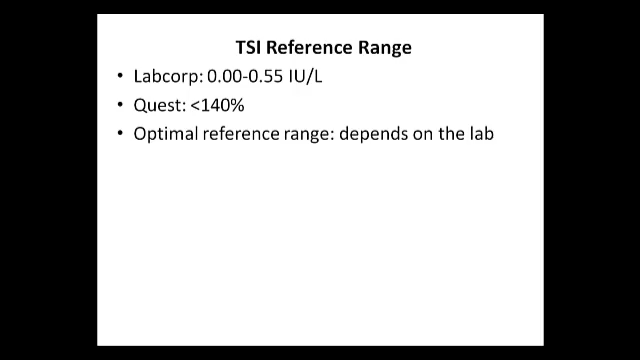 TSI Reference Range
• Labcorp: 0.00-0.55 IU/L
• Quest: <140%
• Optimal reference range: depends on the lab